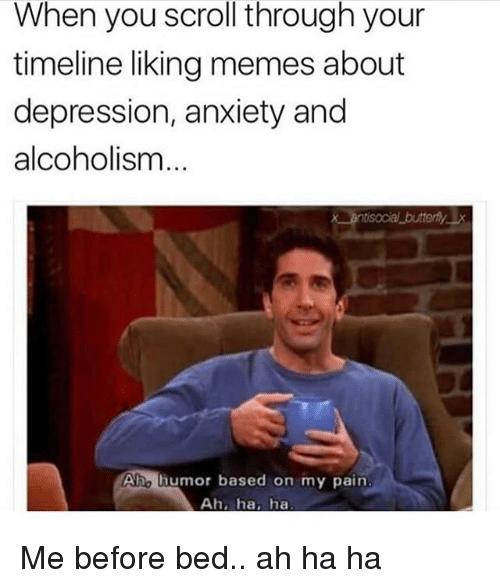 When you scroll through your
timeline liking memes about
depression, anxiety and
alcoholism...
x__antisocial_butterfly__x
Ah, humor based on my pain.
Ah, ha, ha.
Me before bed.. ah ha ha